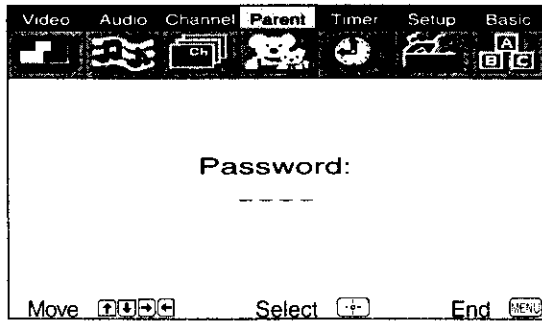 Video Audio Channel Parent Timer Setup Basic
Ch A B C
Password:
Move Select End MENU